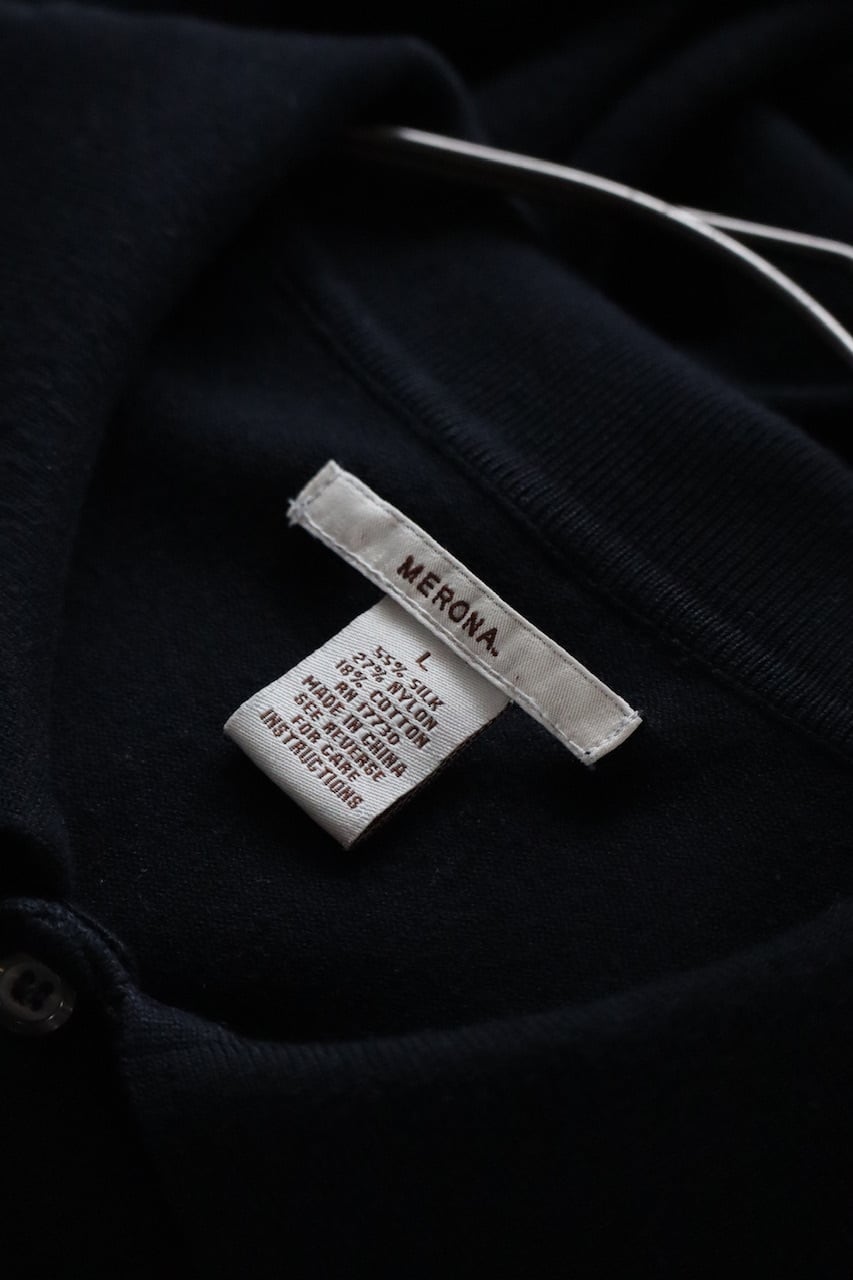 MERONA.
L
55% SILK
27% NYLON
18% COTTON
RN 17730
MADE IN CHINA
SEE REVERSE
FOR CARE
INSTRUCTIONS